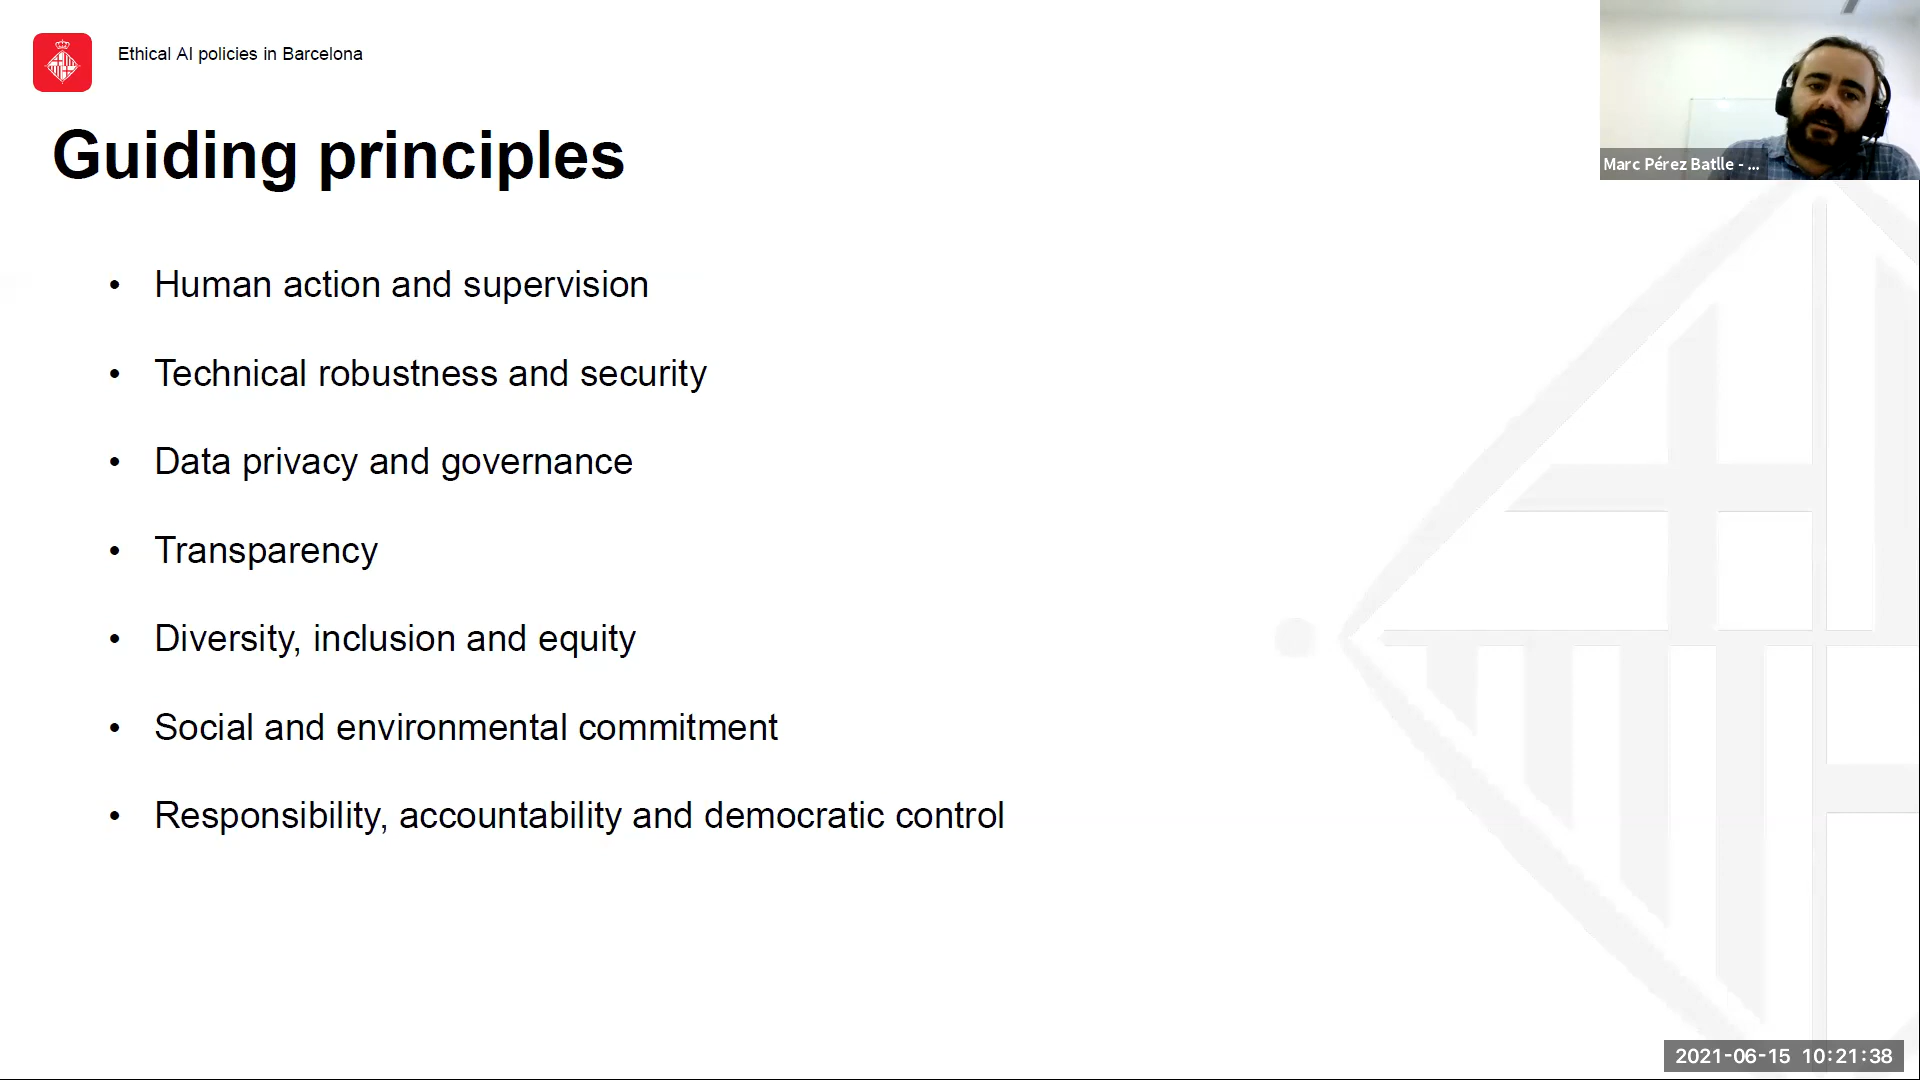 Ethical AI policies in Barcelona
Marc Pérez Batlle - ...
Guiding principles
• Human action and supervision
• Technical robustness and security
• Data privacy and governance
• Transparency
• Diversity, inclusion and equity
• Social and environmental commitment
• Responsibility, accountability and democratic control
2021-06-15 10:21:38